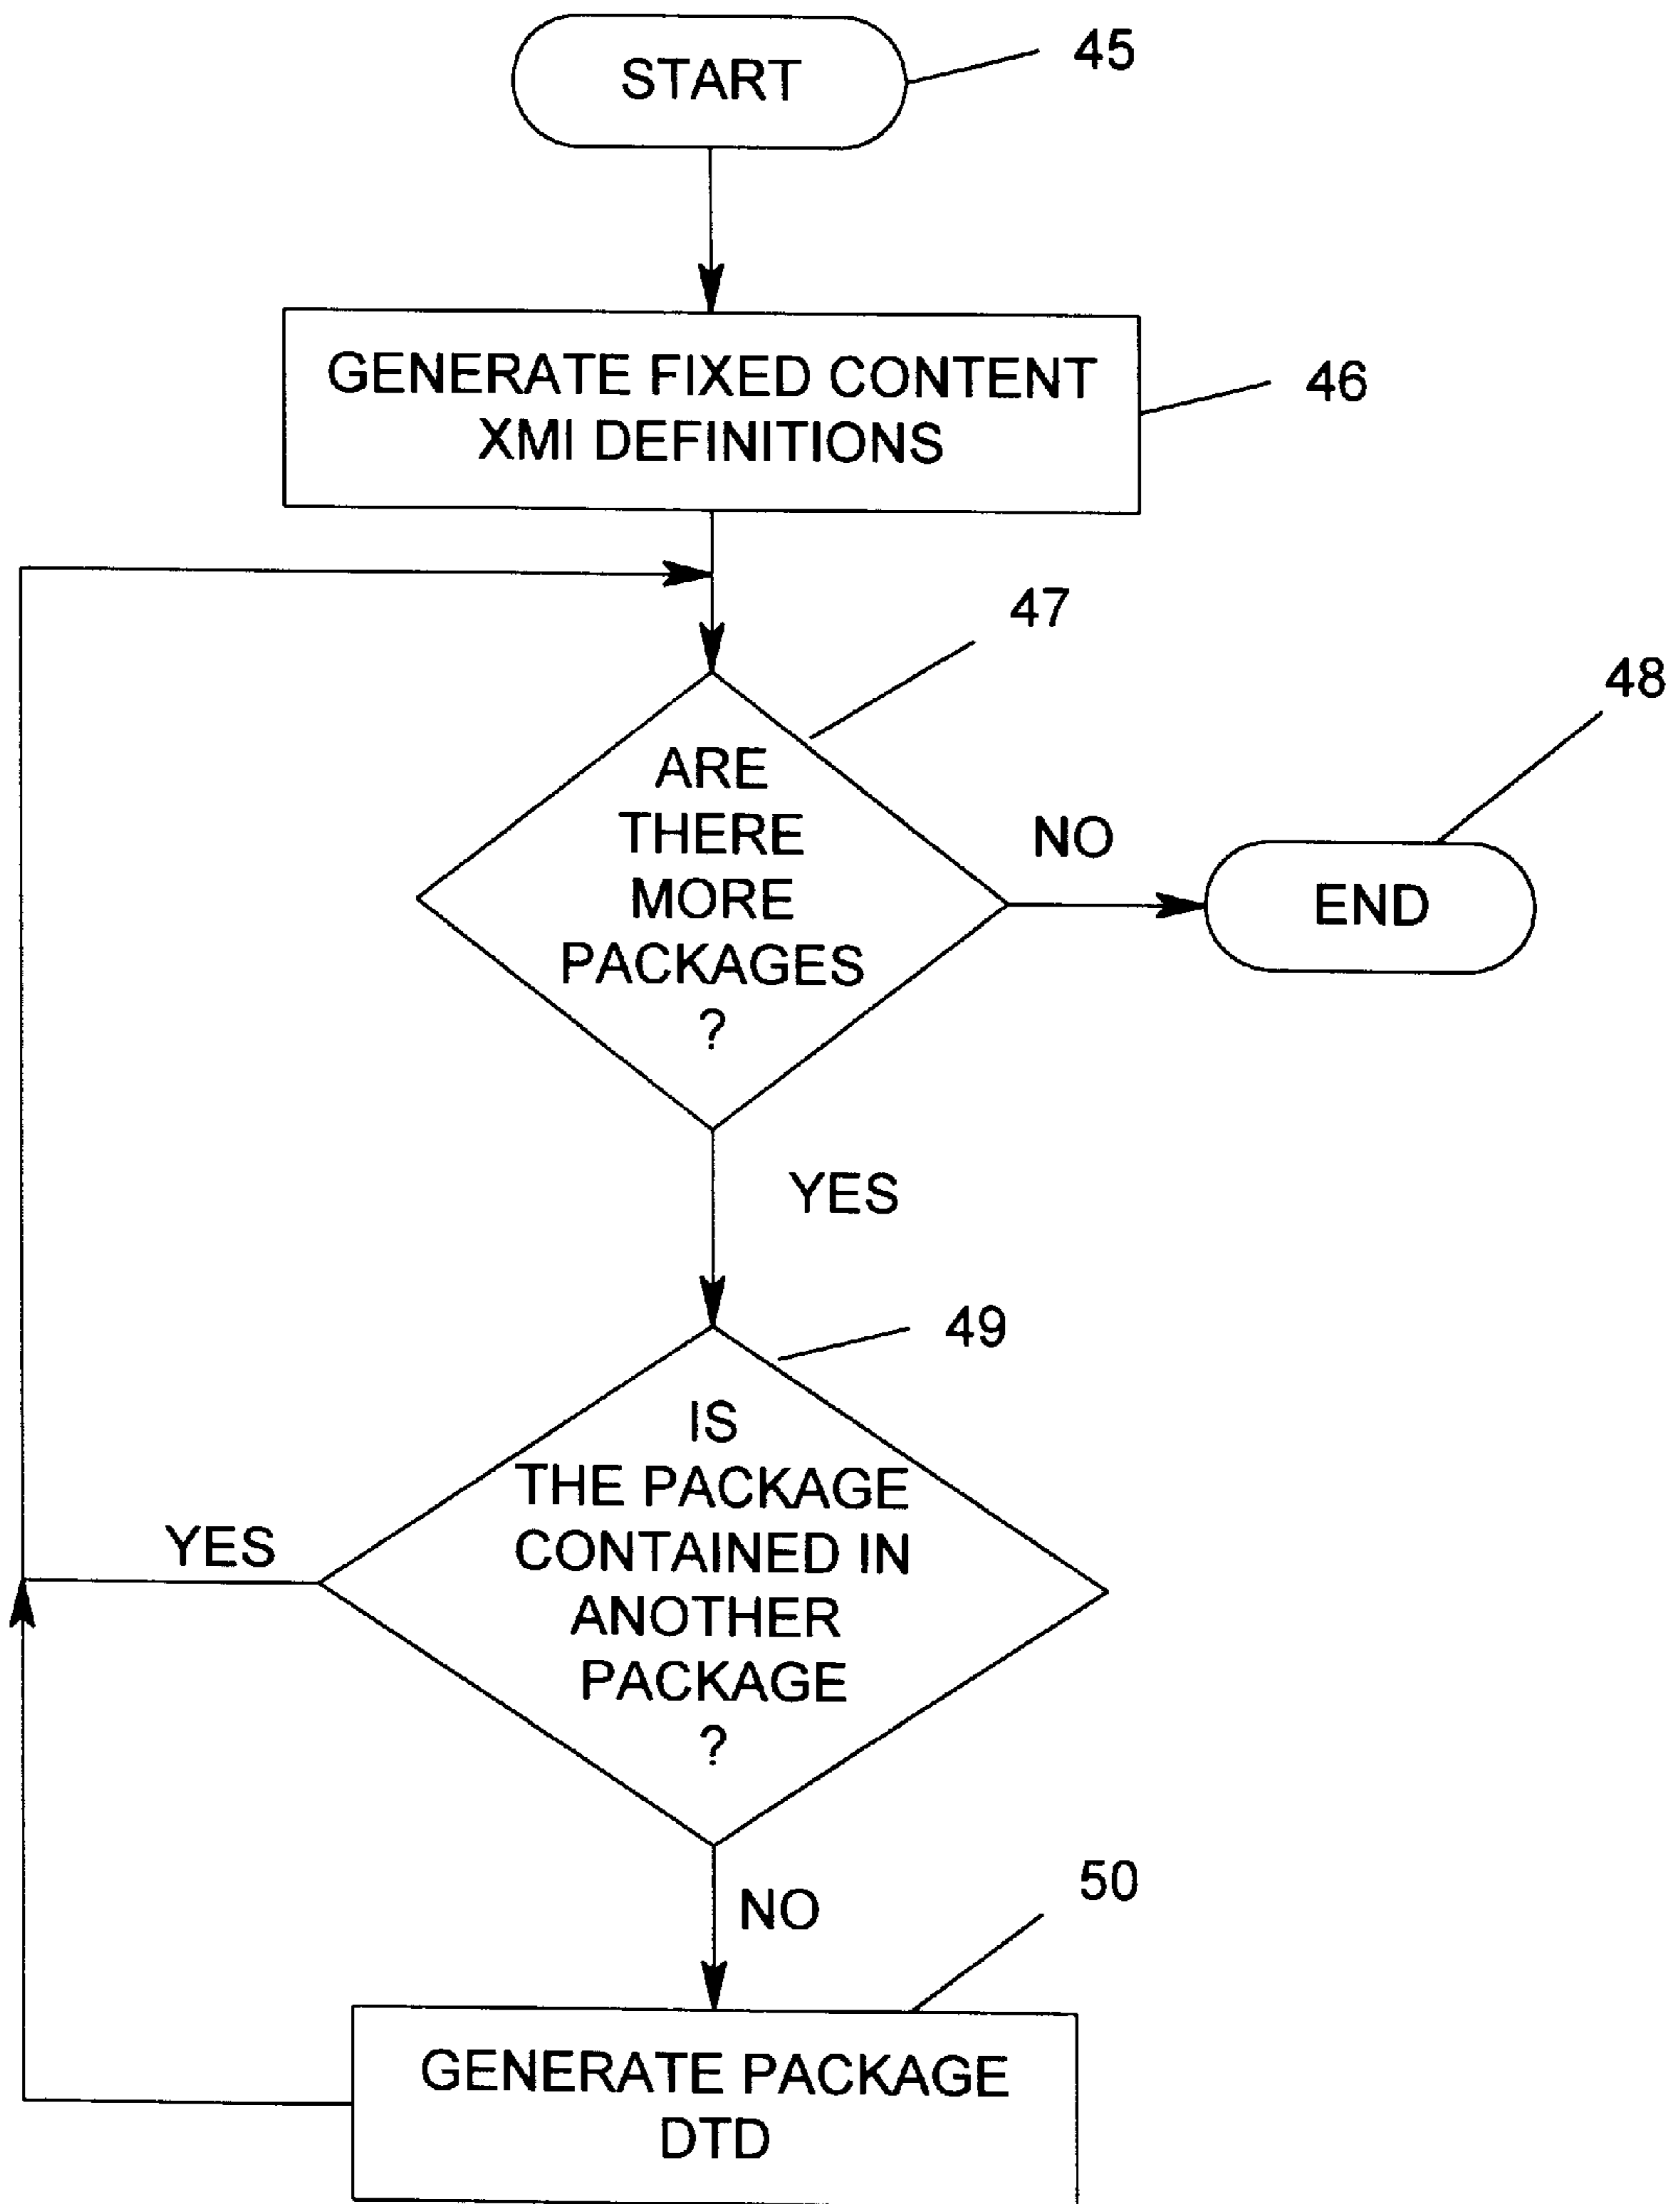 START
45
GENERATE FIXED CONTENT
XMI DEFINITIONS
46
47
ARE
THERE
MORE
PACKAGES
?
NO
48
END
YES
49
IS
THE PACKAGE
CONTAINED IN
ANOTHER
PACKAGE
?
YES
NO
50
GENERATE PACKAGE
DTD